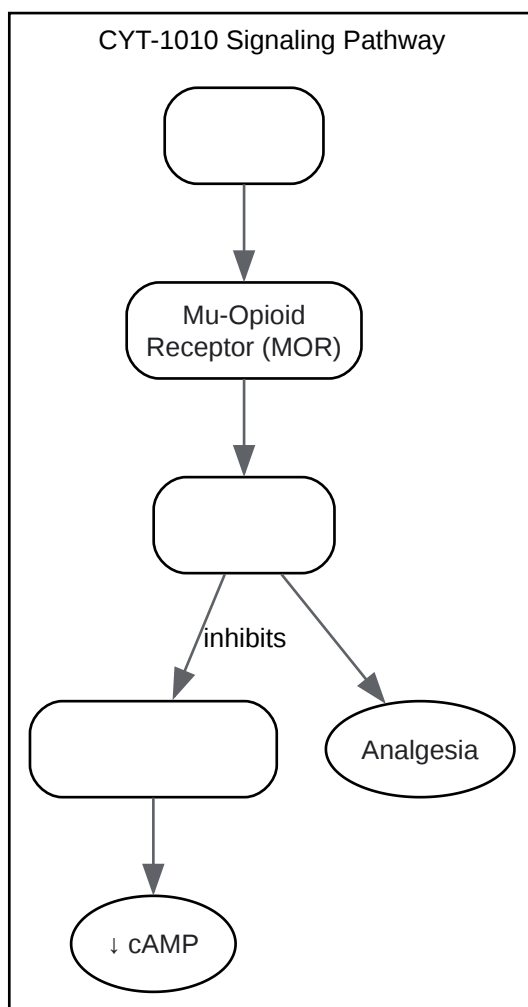 CYT-1010 Signaling Pathway
Mu-Opioid
Receptor (MOR)
inhibits
Analgesia
↓ cAMP